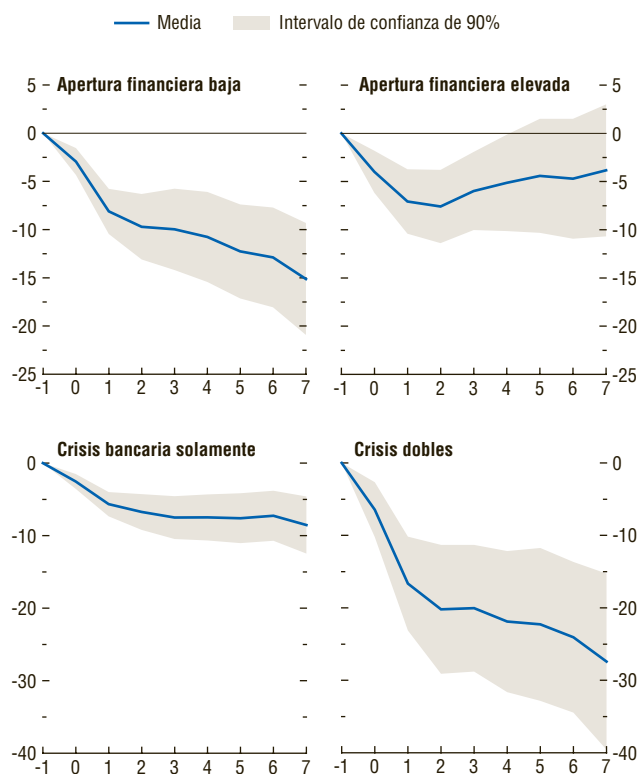 Media Intervalo de confianza de 90%
Apertura financiera baja
5
0
-5
-10
-15
-20
-25
-1 0 1 2 3 4 5 6 7
Apertura financiera elevada
5
0
-5
-10
-15
-20
-25
-1 0 1 2 3 4 5 6 7
Crisis bancaria solamente
0
-10
-20
-30
-40
-1 0 1 2 3 4 5 6 7
Crisis dobles
0
-10
-20
-30
-40
-1 0 1 2 3 4 5 6 7